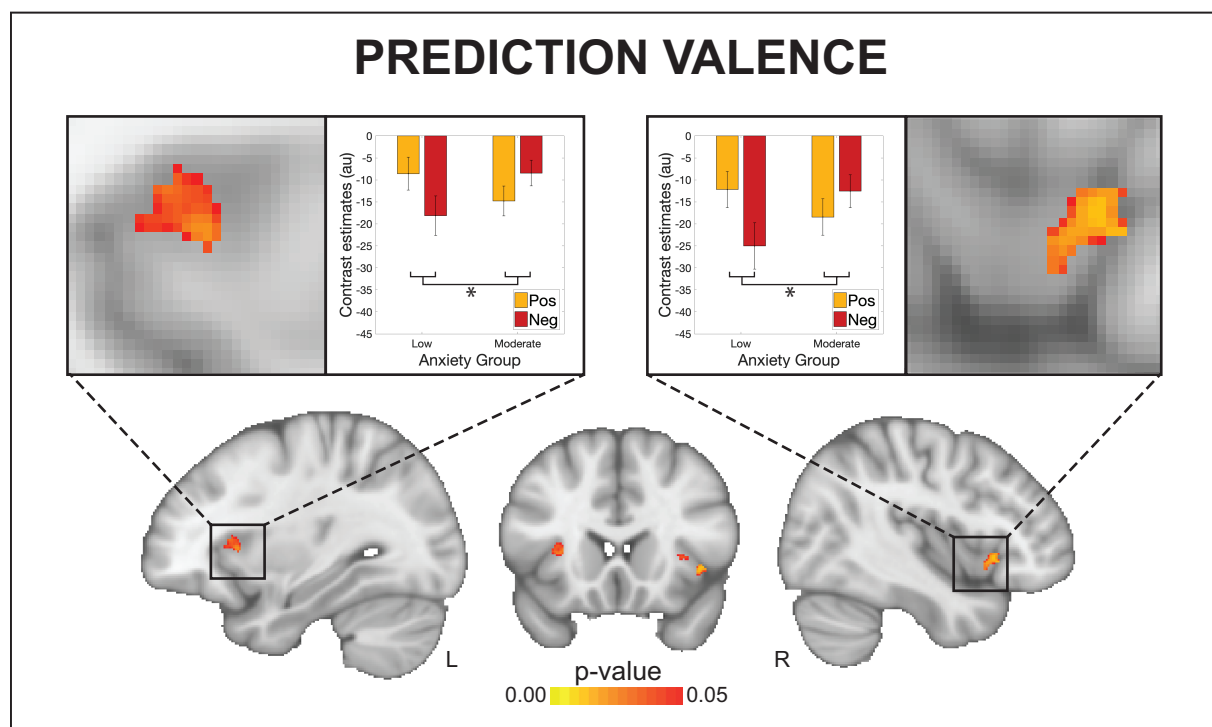 PREDICTION VALENCE
Contrast estimates (au)
0
-5
-10
-15
-20
-25
-30
-35
-40
-45
*
Pos
Neg
Low
Moderate
Anxiety Group
Contrast estimates (au)
0
-5
-10
-15
-20
-25
-30
-35
-40
-45
*
Pos
Neg
Low
Moderate
Anxiety Group
L
R
p-value
0.00
0.05